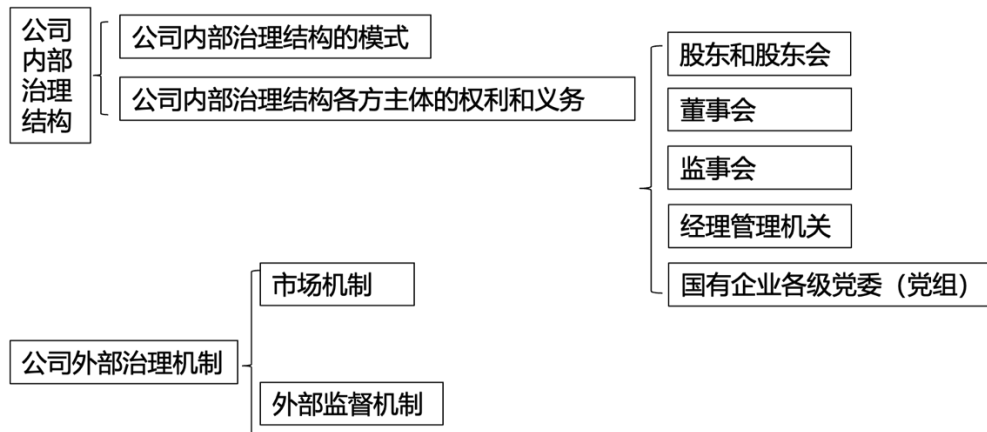 公司
内部
治理
结构
公司内部治理结构的模式
公司内部治理结构各方主体的权利和义务
股东和股东会
董事会
监事会
经理管理机关
国有企业各级党委（党组）
公司外部治理机制
市场机制
外部监督机制